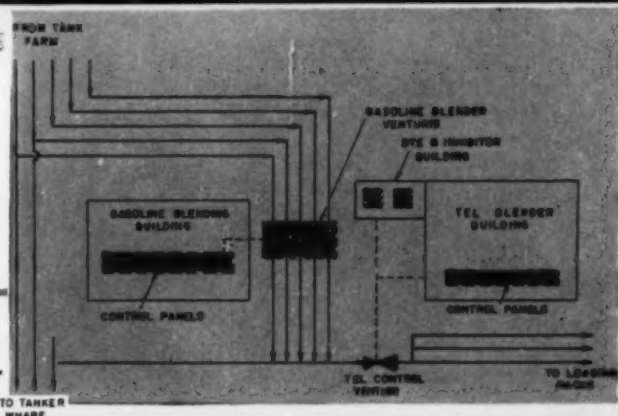 FROM TANK
FARM
GASOLINE BLENDER
VENTURIS
DYE & INHIBITOR
BUILDING
GASOLINE BLENDING
BUILDING
TEL BLENDER
BUILDING
CONTROL PANELS
CONTROL PANELS
TEL CONTROL
VENTURI
TO LOADING
RACKS
TO TANKER
WHARF